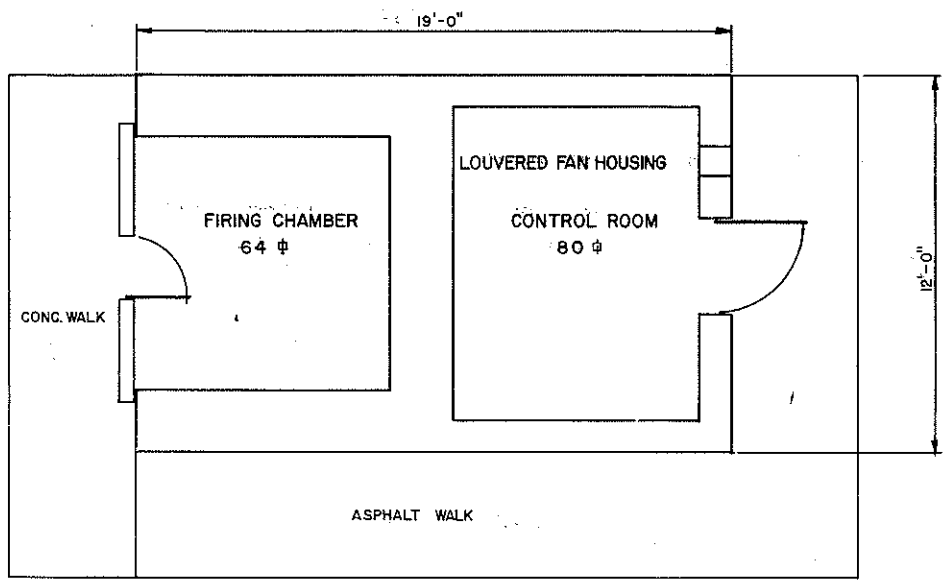 19'-0"
LOUVERED FAN HOUSING
FIRING CHAMBER
64 ⏀
CONTROL ROOM
80 ⏀
12'-0"
CONC. WALK
ASPHALT WALK